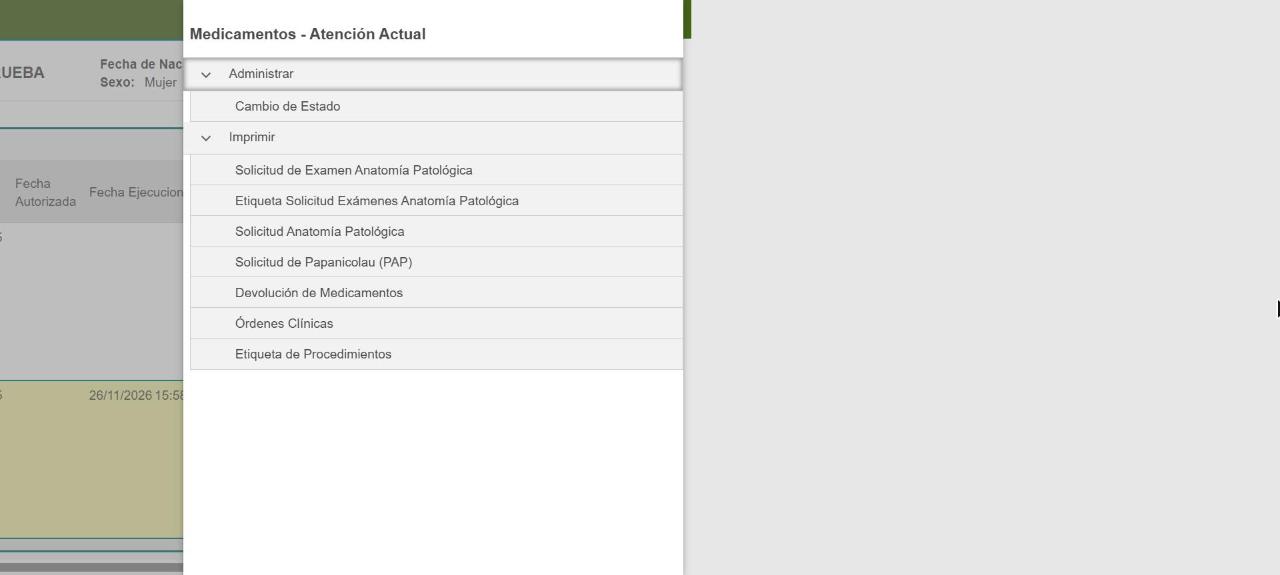 Medicamentos - Atención Actual
UEBA
Fecha de Nac
Sexo: Mujer
Administrar
Cambio de Estado
Imprimir
Solicitud de Examen Anatomía Patológica
Fecha
Autorizada
Fecha Ejecucion
Etiqueta Solicitud Exámenes Anatomía Patológica
Solicitud Anatomía Patológica
Solicitud de Papanicolau (PAP)
Devolución de Medicamentos
Órdenes Clínicas
Etiqueta de Procedimientos
26/11/2026 15:58